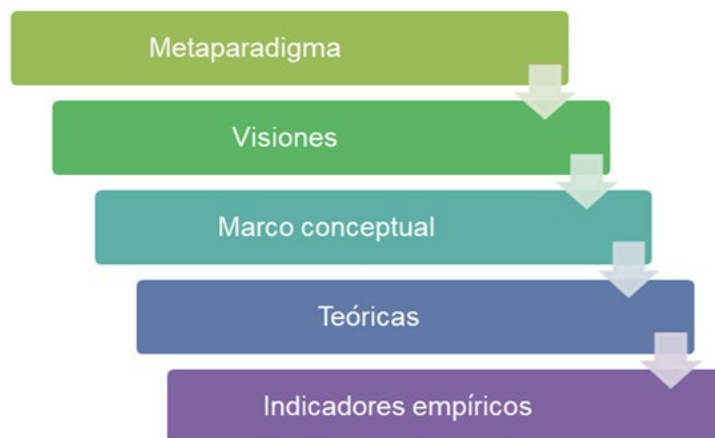 Metaparadigma
Visiones
Marco conceptual
Teóricas
Indicadores empíricos